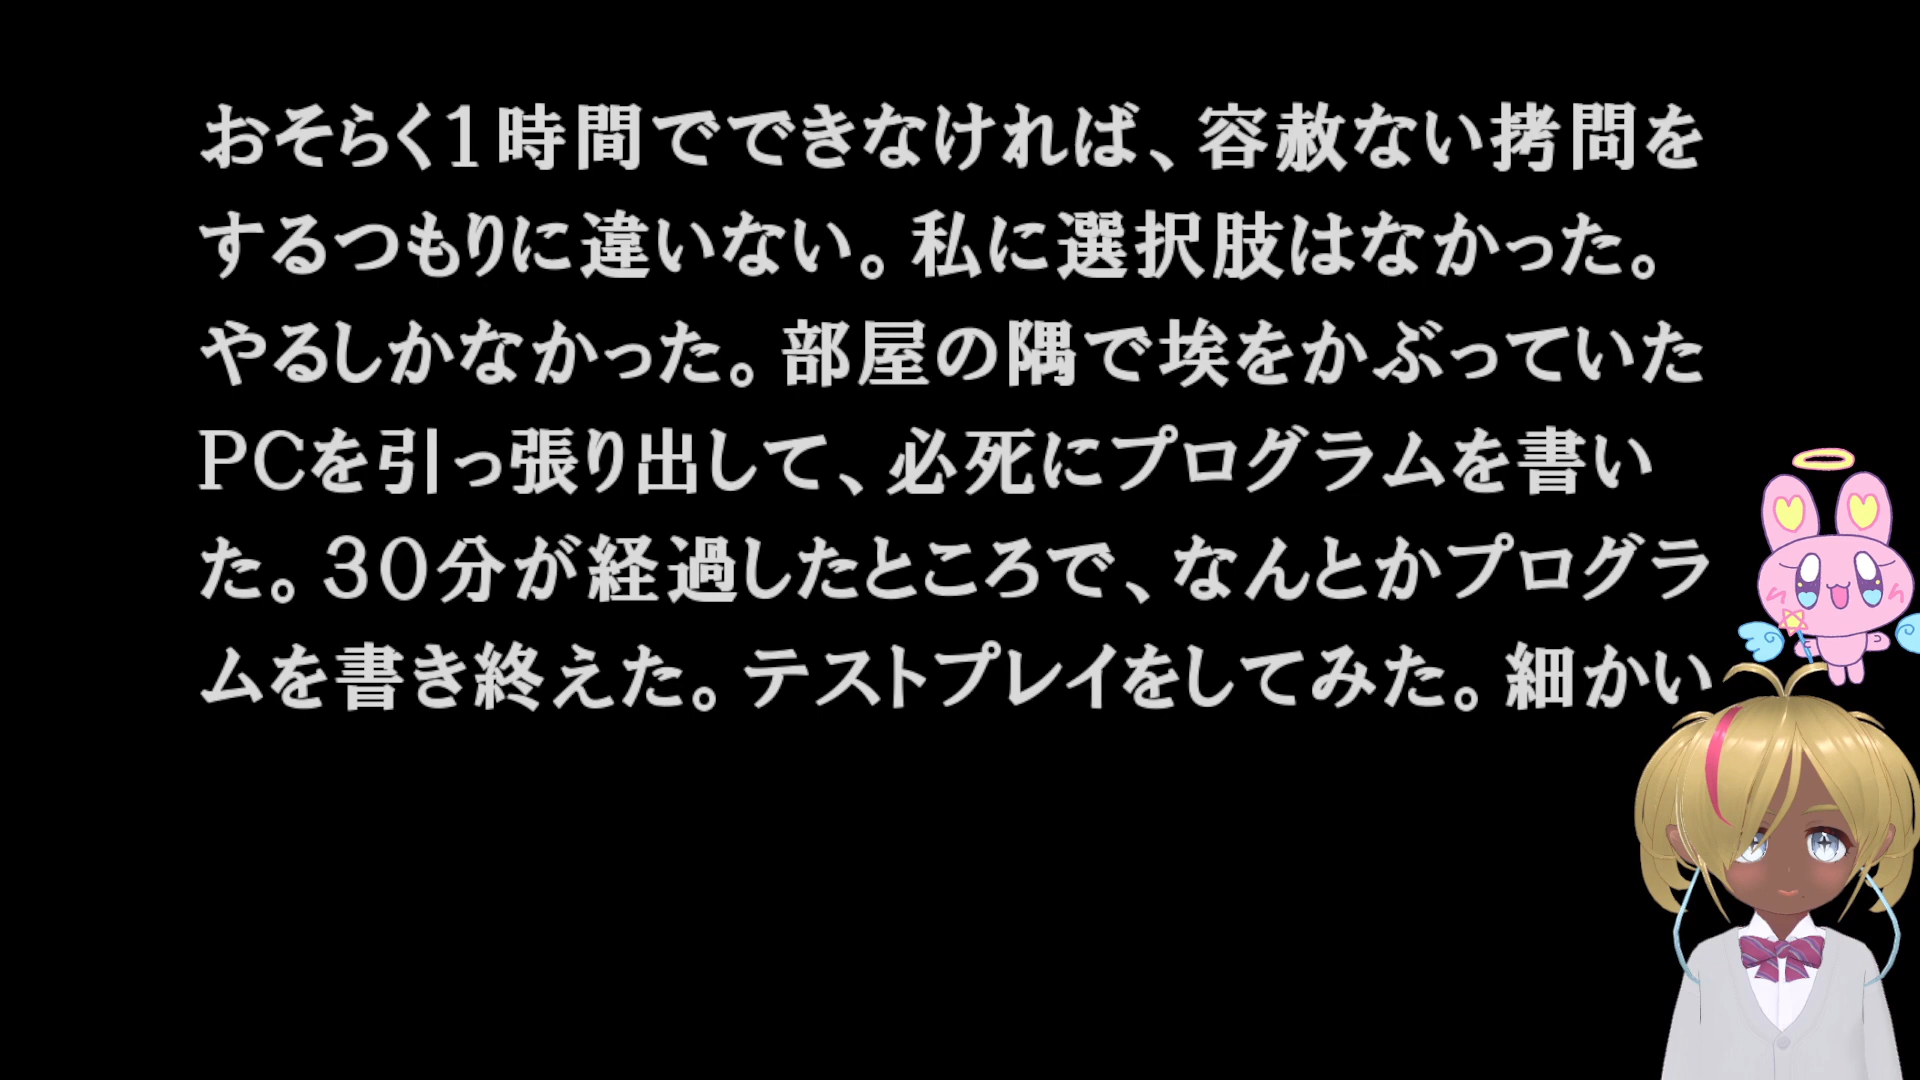 おそらく1時間でできなければ、容赦ない拷問を
するつもりに違いない。私に選択肢はなかった。
やるしかなかった。部屋の隅で埃をかぶっていた
PCを引っ張り出して、必死にプログラムを書い
た。30分が経過したところで、なんとかプログラ
ムを書き終えた。テストプレイをしてみた。細かい